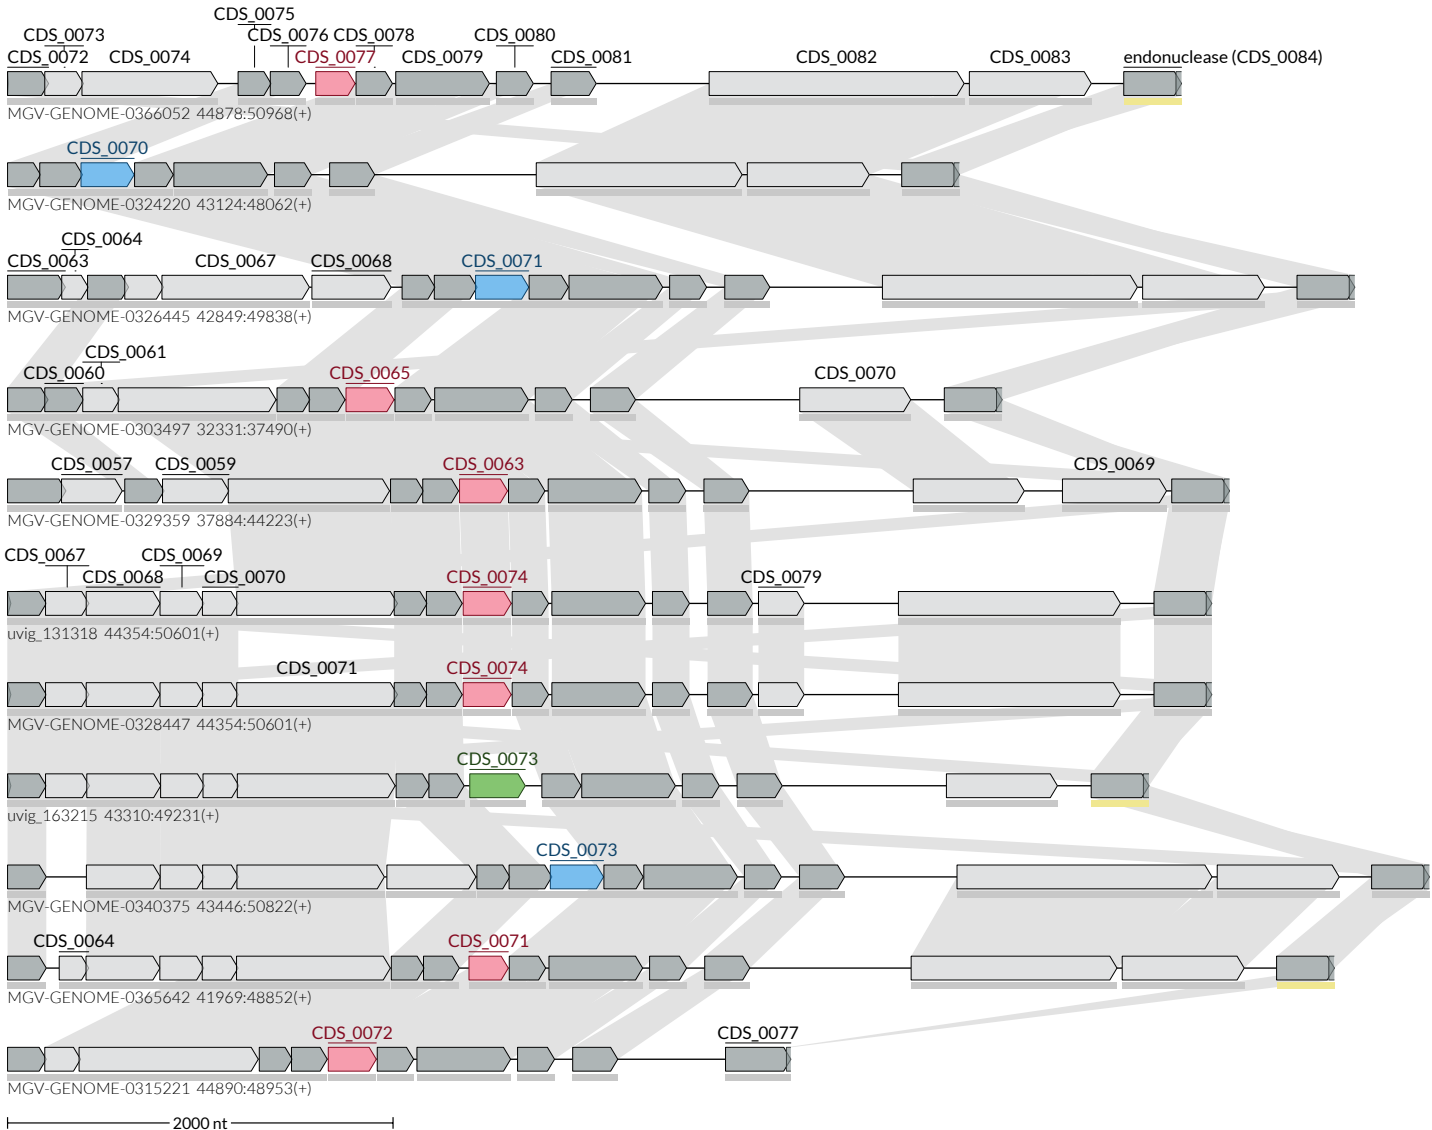 CDS_0075
CDS_0073 CDS_0076 CDS_0078 CDS_0080
CDS_0072 CDS_0074 CDS_0077 CDS_0079 CDS_0081 CDS_0082 CDS_0083 endonuclease (CDS_0084)
MGV-GENOME-0366052 44878:50968(+)
CDS_0070
MGV-GENOME-0324220 43124:48062(+)
CDS_0064
CDS_0063 CDS_0067 CDS_0068 CDS_0071
MGV-GENOME-0326445 42849:49838(+)
CDS_0061
CDS_0060 CDS_0065 CDS_0070
MGV-GENOME-0303497 32331:37490(+)
CDS_0057 CDS_0059 CDS_0063 CDS_0069
MGV-GENOME-0329359 37884:44223(+)
CDS_0067 CDS_0069
CDS_0068 CDS_0070 CDS_0074 CDS_0079
uvig_131318 44354:50601(+)
CDS_0071 CDS_0074
MGV-GENOME-0328447 44354:50601(+)
CDS_0073
uvig_163215 43310:49231(+)
CDS_0073
MGV-GENOME-0340375 43446:50822(+)
CDS_0064 CDS_0071
MGV-GENOME-0365642 41969:48852(+)
CDS_0072 CDS_0077
MGV-GENOME-0315221 44890:48953(+)
2000 nt